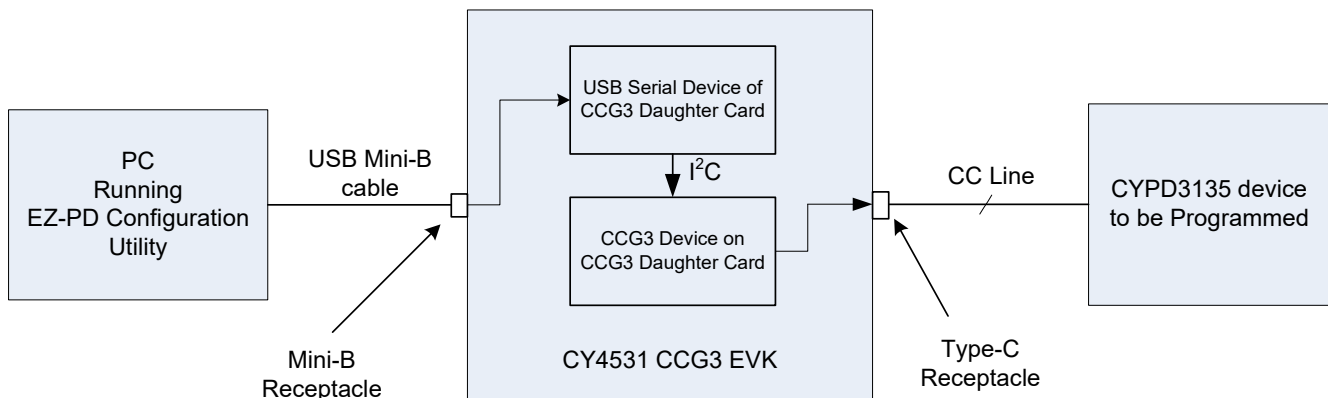 PC
Running
EZ-PD Configuration
Utility
USB Mini-B
cable
Mini-B
Receptacle
USB Serial Device of
CCG3 Daughter Card
I²C
CCG3 Device on
CCG3 Daughter Card
CY4531 CCG3 EVK
CC Line
Type-C
Receptacle
CYPD3135 device
to be Programmed